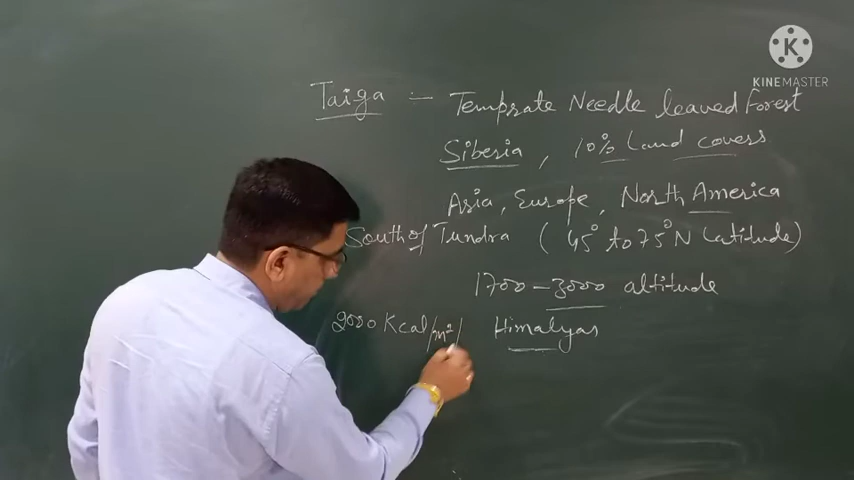 KINEMASTER
Taiga :- Temprate Needle leaved forest
Siberia, 10% Land covers
Asia, Europe, North America
South of Tundra (45° to 75° N Latitude)
1700-3000 altitude
2000 Kcal/m²/ Himalyas